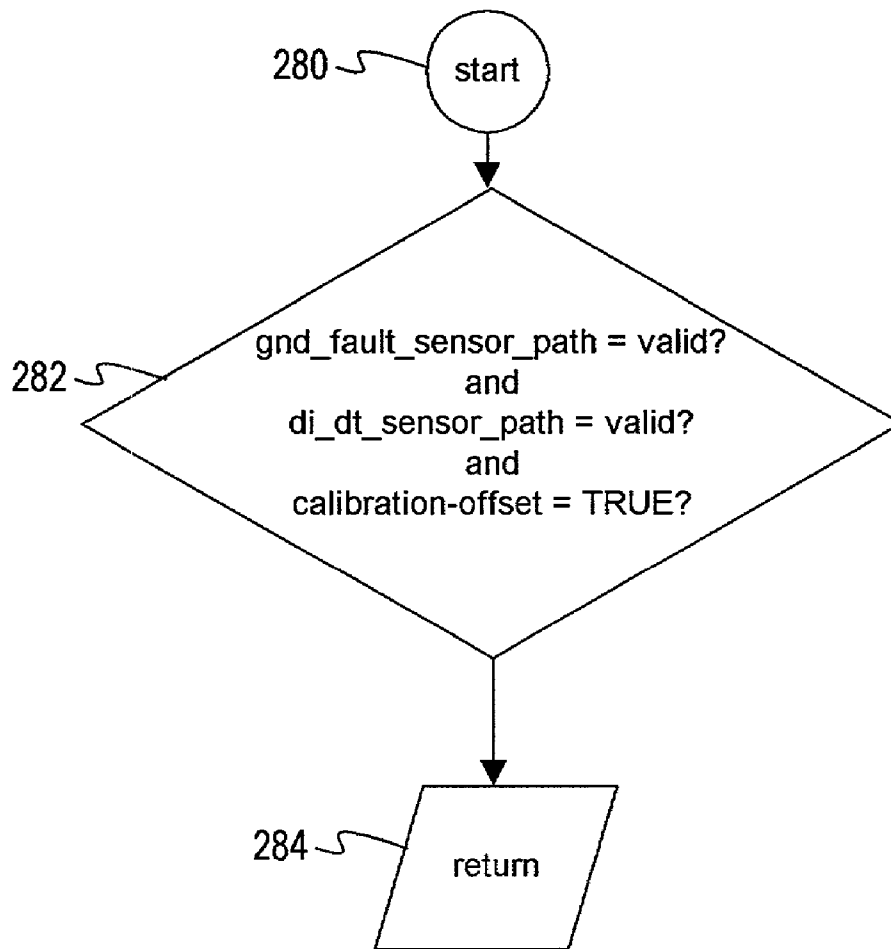 280
start
282
gnd_fault_sensor_path = valid?
and
di_dt_sensor_path = valid?
and
calibration-offset = TRUE?
284
return